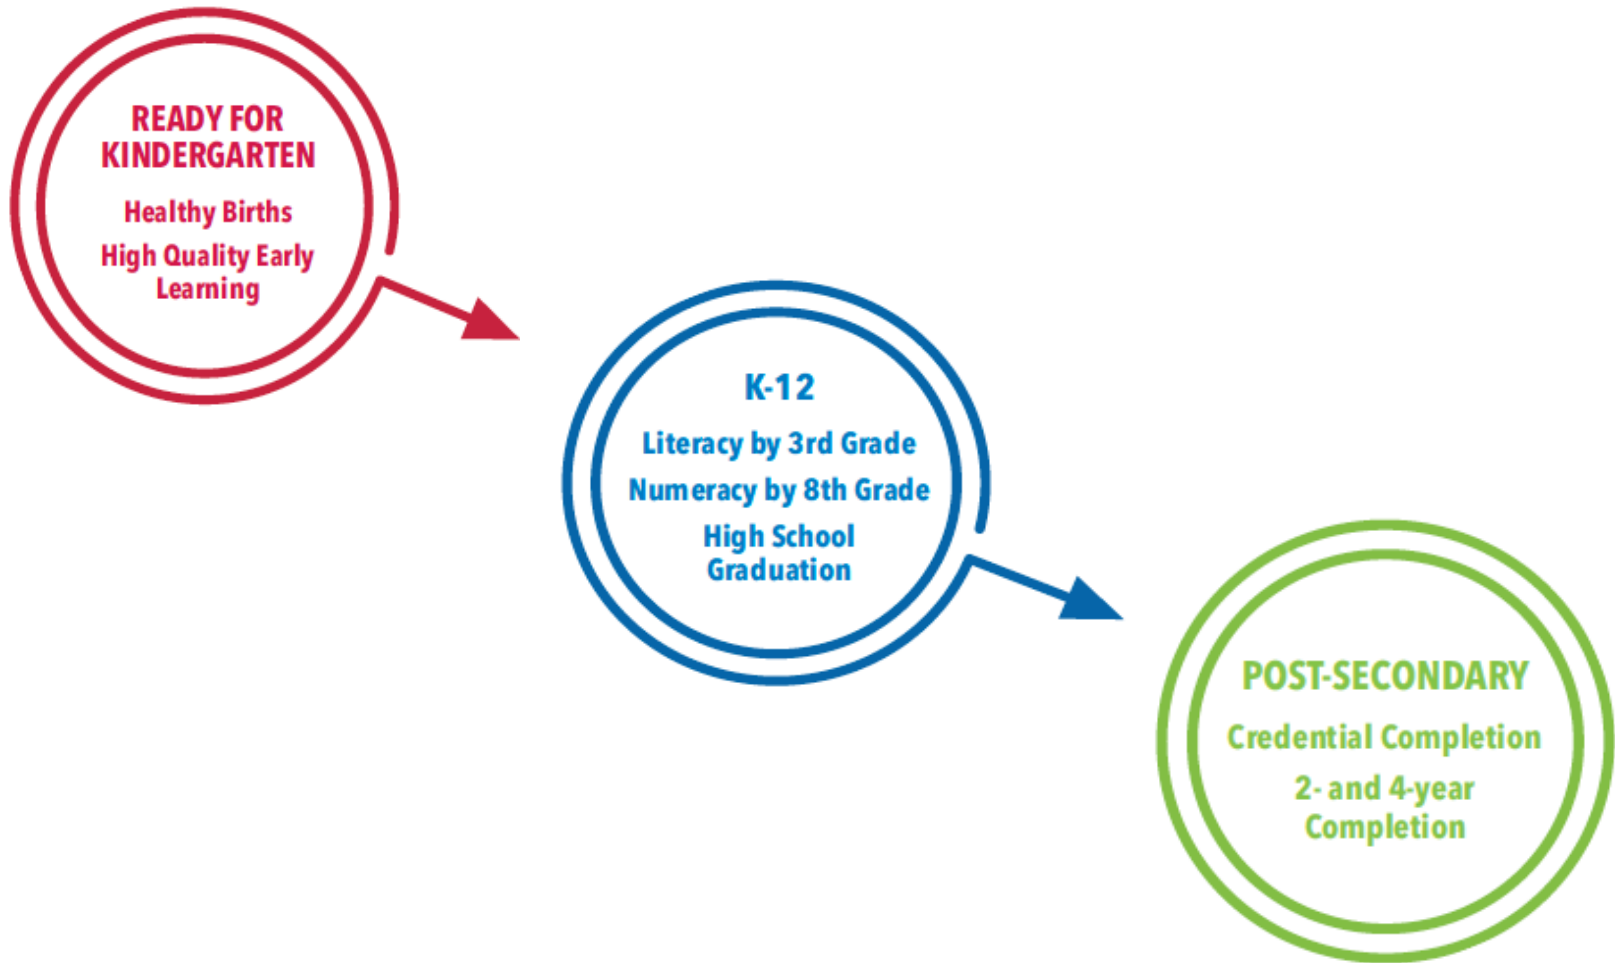 READY FOR
KINDERGARTEN
Healthy Births
High Quality Early
Learning
K-12
Literacy by 3rd Grade
Numeracy by 8th Grade
High School
Graduation
POST-SECONDARY
Credential Completion
2- and 4-year
Completion